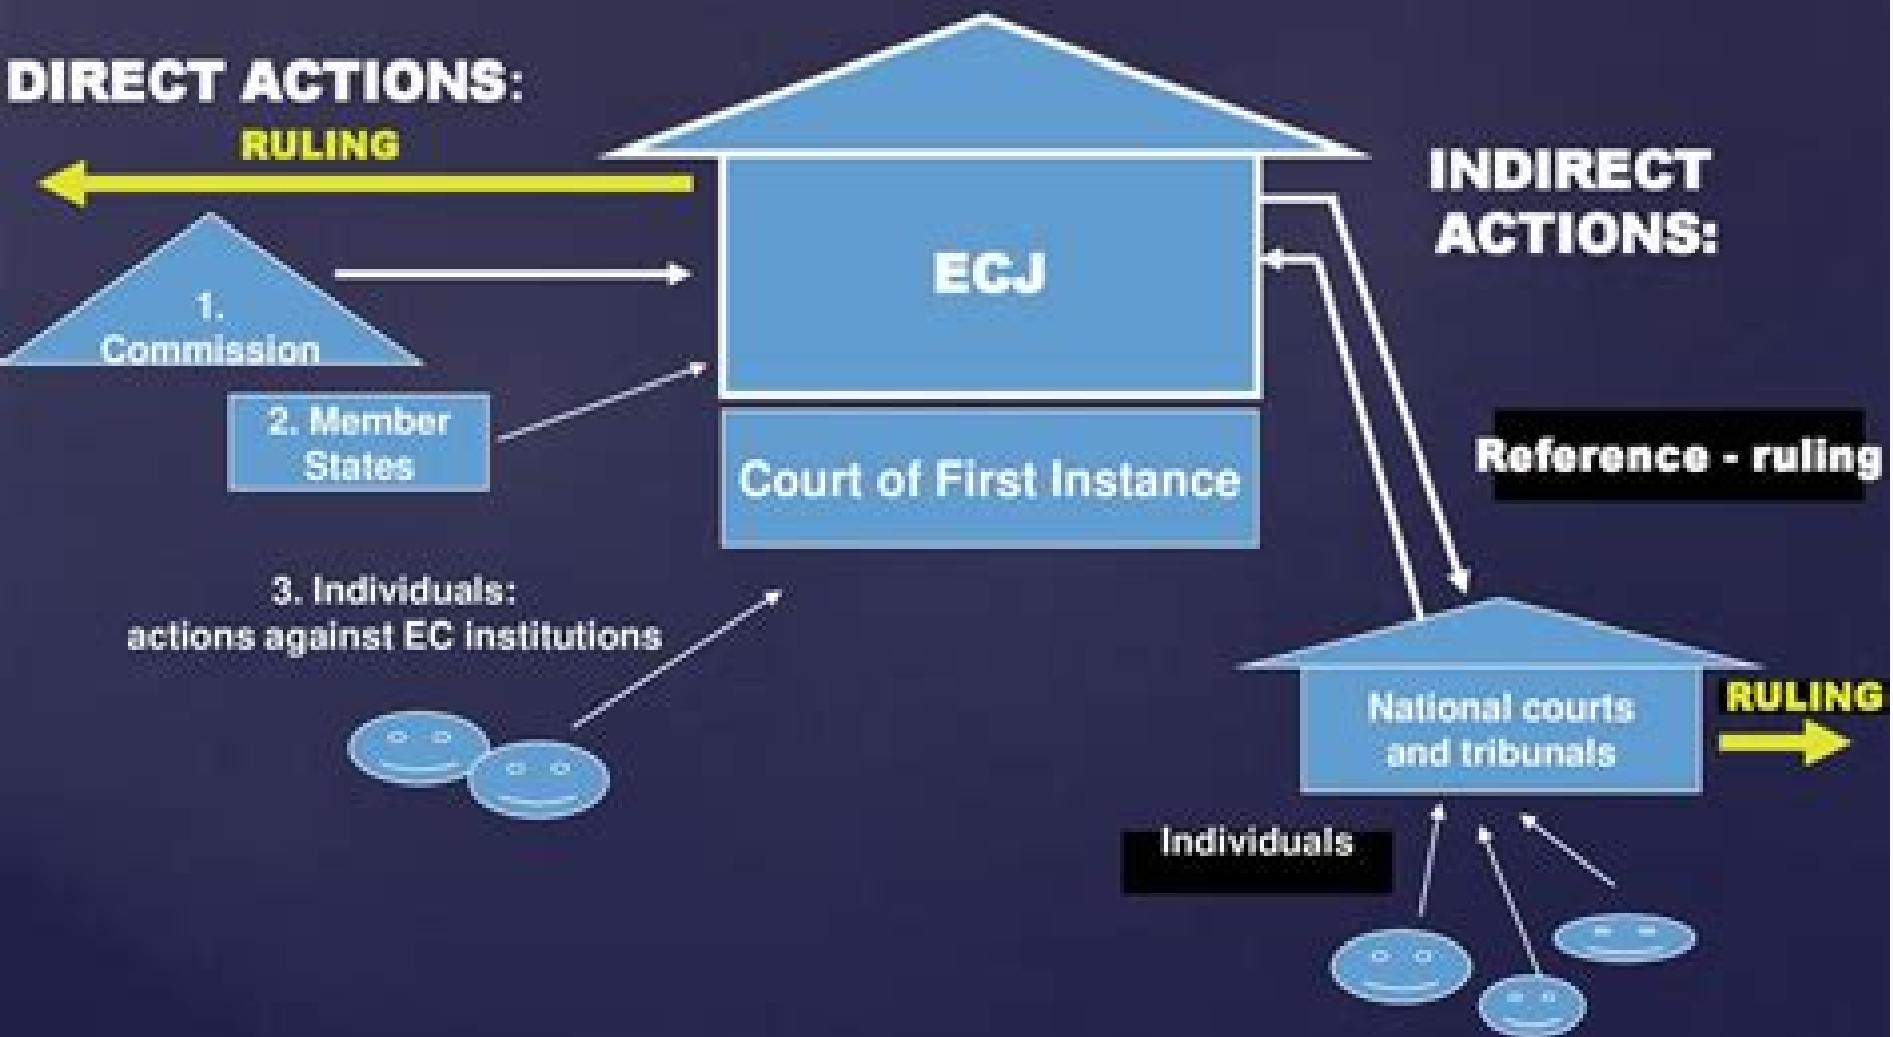 DIRECT ACTIONS:
RULING
1.
Commission
2. Member
States
3. Individuals:
actions against EC institutions
ECJ
Court of First Instance
INDIRECT
ACTIONS:
Reference - ruling
National courts
and tribunals
RULING
Individuals